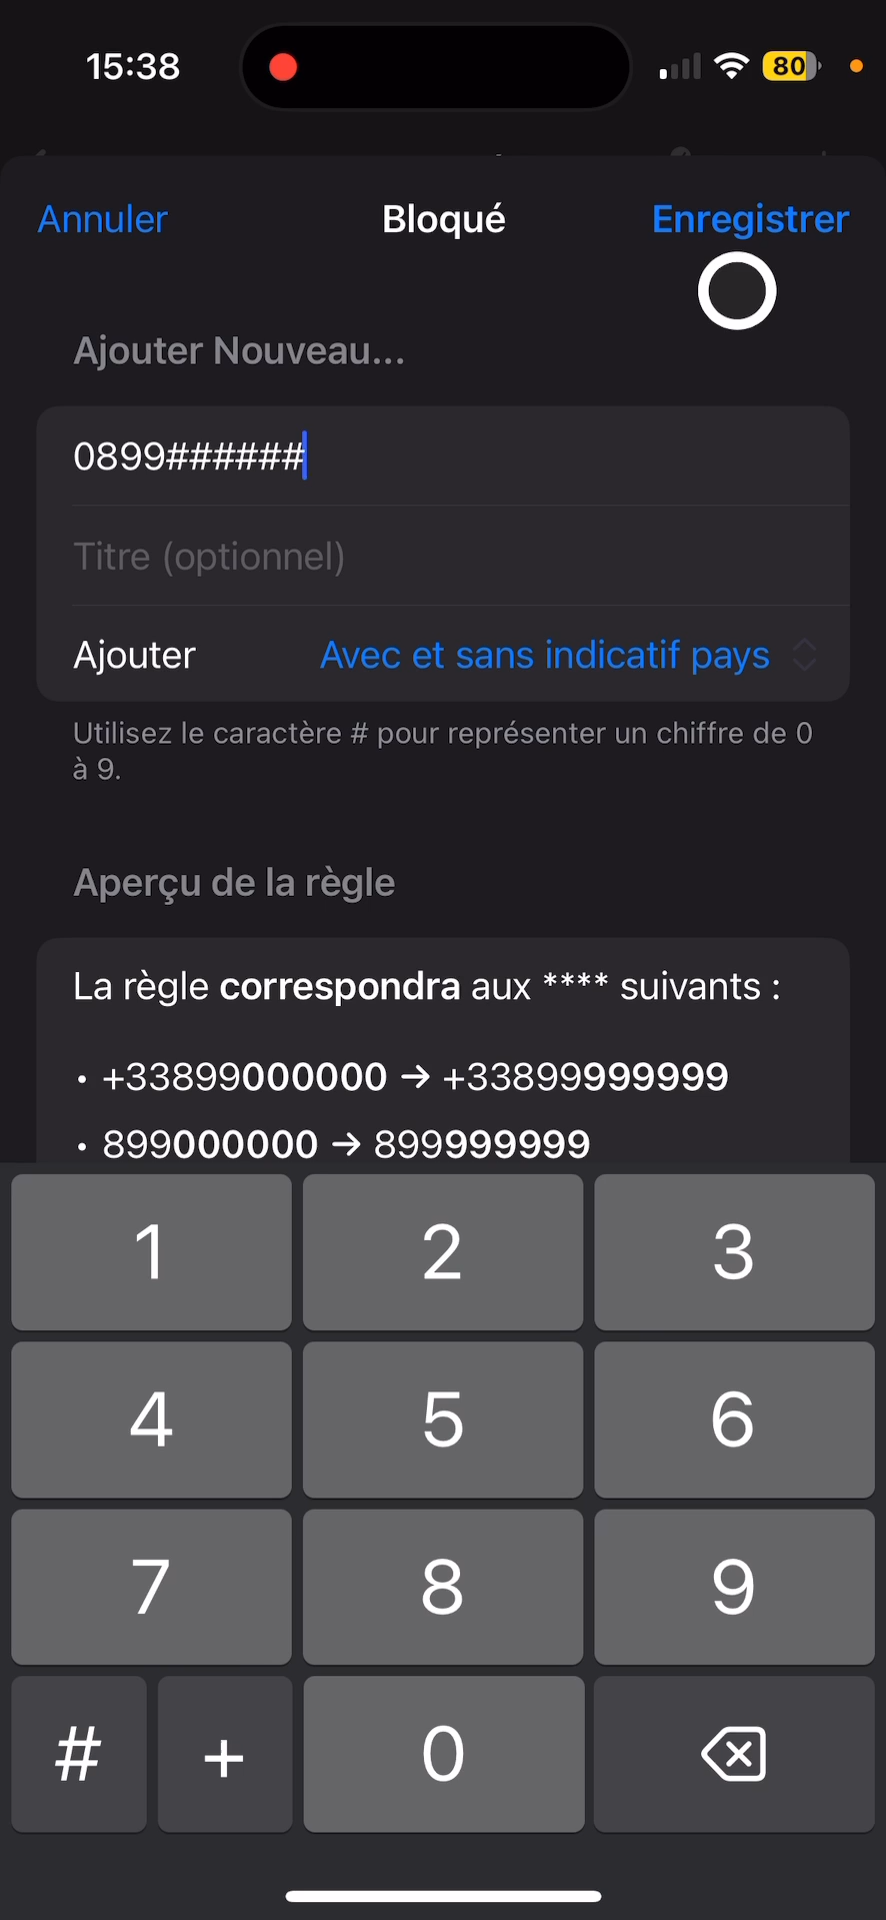 15:38
80
Annuler
Bloqué
Enregistrer
Ajouter Nouveau...
0899######
Titre (optionnel)
Ajouter
Avec et sans indicatif pays
Utilisez le caractère # pour représenter un chiffre de 0
à 9.
Aperçu de la règle
La règle correspondra aux **** suivants :
• +33899000000 → +33899999999
• 899000000 → 899999999
1
2
3
4
5
6
7
8
9
#
+
0